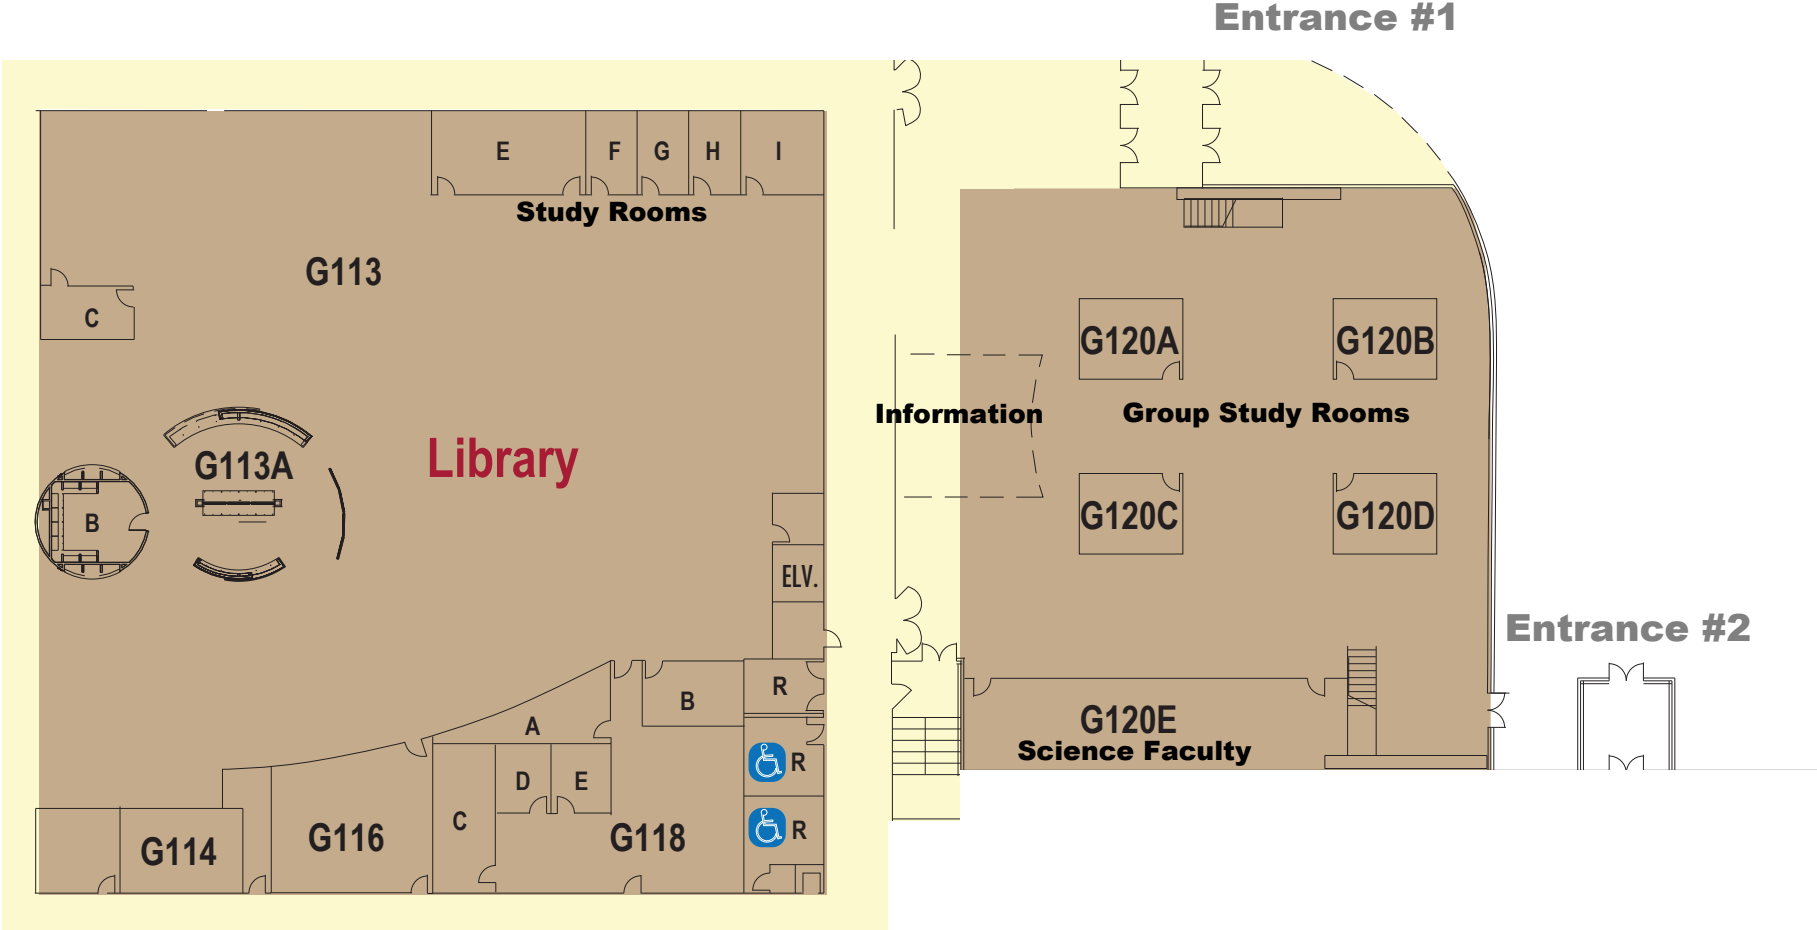 Entrance #1
E
F
G
H
I
Study Rooms
G113
C
G120A
G120B
Information
Group Study Rooms
G113A
Library
G120C
G120D
B
ELV.
Entrance #2
R
B
A
G120E
Science Faculty
R
D
E
C
R
G114
G116
G118